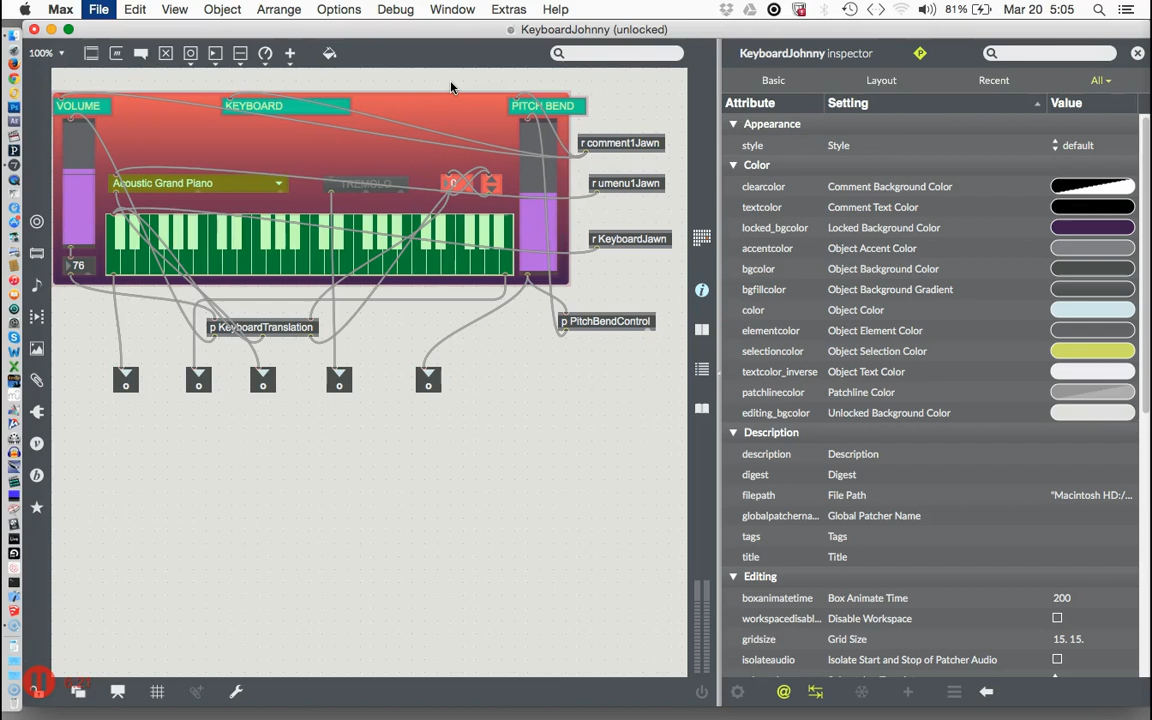 Max File Edit View Object Arrange Options Debug Window Extras Help 81% Mar 20 5:05
KeyboardJohnny (unlocked)
100%
KeyboardJohnny inspector
Basic Layout Recent All
Attribute Setting Value
VOLUME KEYBOARD PITCH BEND
r comment1Jawn
Acoustic Grand Piano TREMOLO 0 r umenu1Jawn
r KeyboardJawn
76
p KeyboardTranslation p PitchBendControl
o o o o o
Appearance
style Style default
Color
clearcolor Comment Background Color
textcolor Comment Text Color
locked_bgcolor Locked Background Color
accentcolor Object Accent Color
bgcolor Object Background Color
bgfillcolor Object Background Gradient
color Object Color
elementcolor Object Element Color
selectioncolor Object Selection Color
textcolor_inverse Object Text Color
patchlinecolor Patchline Color
editing_bgcolor Unlocked Background Color
Description
description Description
digest Digest
filepath File Path "Macintosh HD:/...
globalpatcherna... Global Patcher Name
tags Tags
title Title
Editing
boxanimatetime Box Animate Time 200
workspacedisabl... Disable Workspace
gridsize Grid Size 15. 15.
isolateaudio Isolate Start and Stop of Patcher Audio